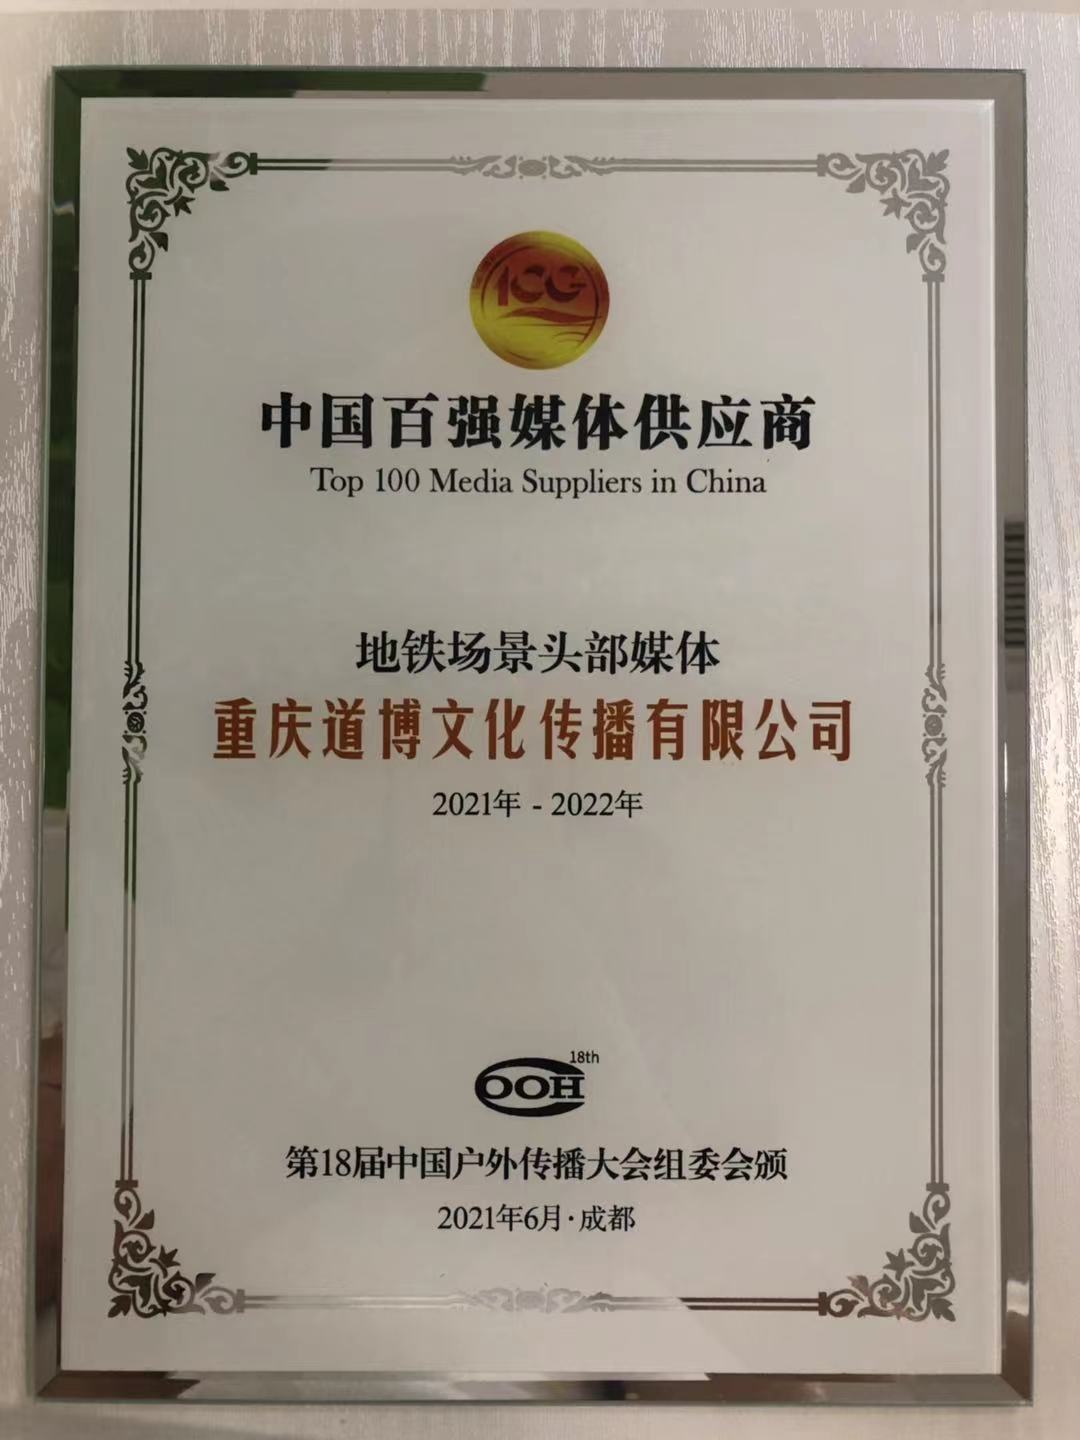 100
中国百强媒体供应商
Top 100 Media Suppliers in China
地铁场景头部媒体
重庆道博文化传播有限公司
2021年 - 2022年
18th
OOH
第18届中国户外传播大会组委会颁
2021年6月·成都